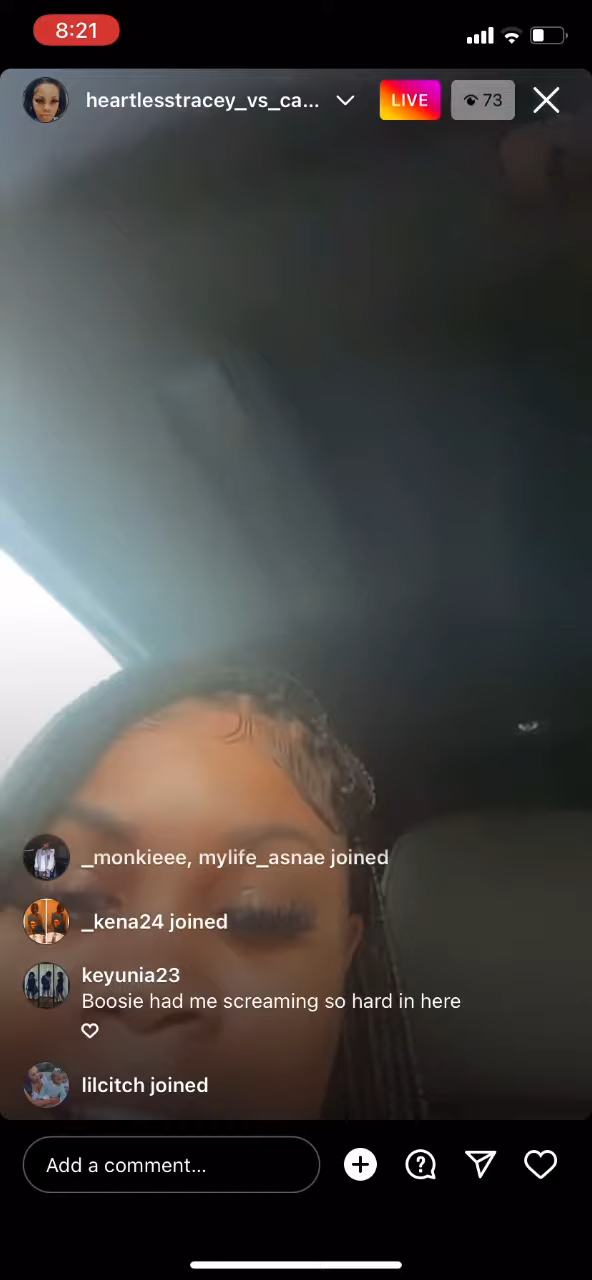 8:21
heartlesstracey_vs_ca...
LIVE
73
_monkieee, mylife_asnae joined
_kena24 joined
keyunia23
Boosie had me screaming so hard in here
lilcitch joined
Add a comment...